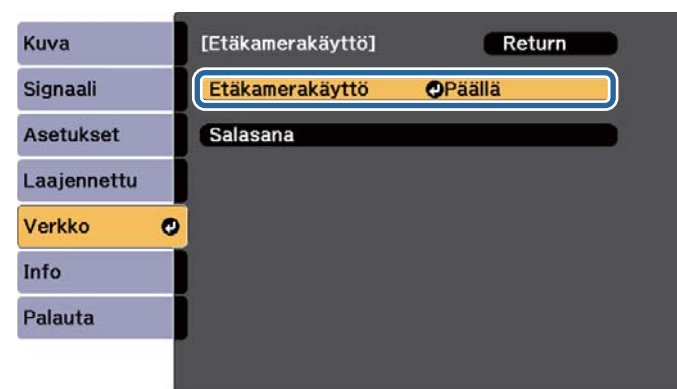 Kuva
Signaali
Asetukset
Laajennettu
Verkko
Info
Palauta
[Etäkamerakäyttö] Return
Etäkamerakäyttö Päällä
Salasana